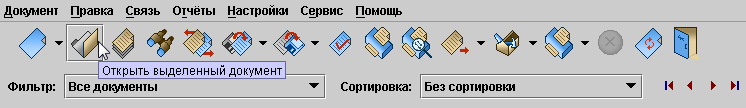 Документ Правка Связь Отчёты Настройки Сервис Помощь
Открыть выделенный документ
Фильтр: Все документы Сортировка: Без сортировки